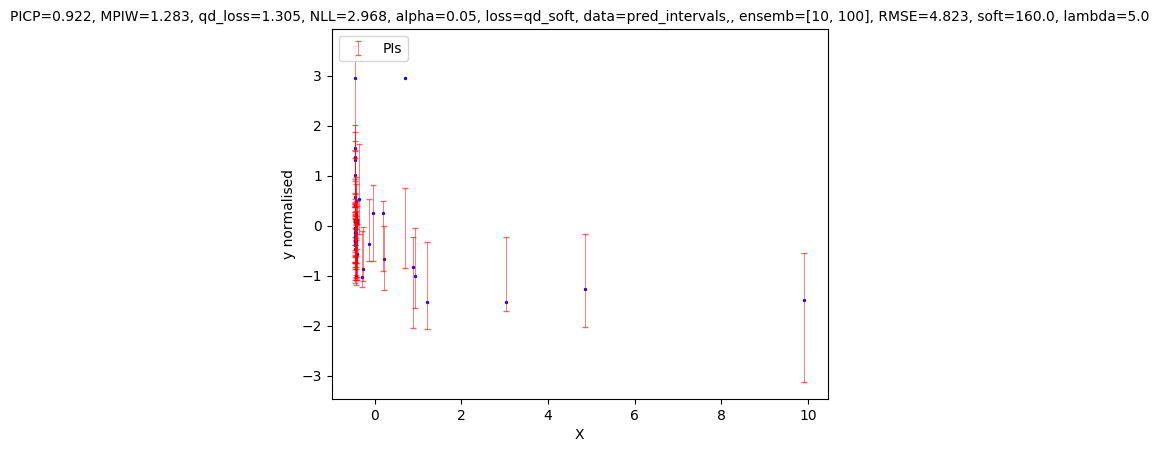 PICP=0.922, MPIW=1.283, qd_loss=1.305, NLL=2.968, alpha=0.05, loss=qd_soft, data=pred_intervals,, ensemb=[10, 100], RMSE=4.823, soft=160.0, lambda=5.0
PIs
3
2
1
0
−1
−2
−3
y normalised
0 2 4 6 8 10
X